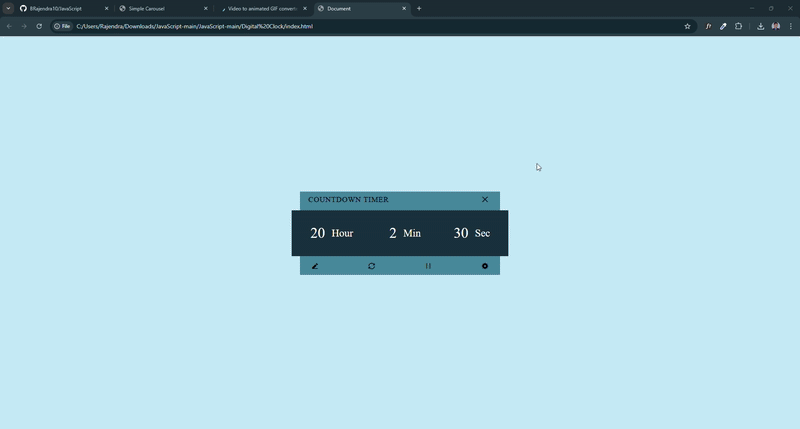 BRajendra10/JavaScript
Simple Carousel
Video to animated GIF converte
Document
File
C:/Users/Rajendra/Downloads/JavaScript-main/JavaScript-main/Digital%20Clock/index.html
COUNTDOWN TIMER
20 Hour 2 Min 30 Sec